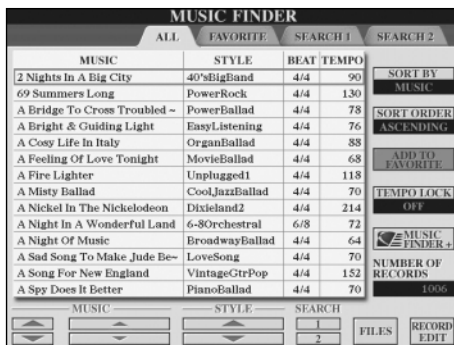 MUSIC FINDER
ALL FAVORITE SEARCH 1 SEARCH 2
MUSIC STYLE BEAT TEMPO
2 Nights In A Big City 40'sBigBand 4/4 90
69 Summers Long PowerRock 4/4 130
A Bridge To Cross Troubled ~ PowerBallad 4/4 78
A Bright & Guiding Light EasyListening 4/4 76
A Cosy Life In Italy OrganBallad 4/4 88
A Feeling Of Love Tonight MovieBallad 4/4 68
A Fire Lighter Unplugged1 4/4 118
A Misty Ballad CoolJazzBallad 4/4 70
A Nickel In The Nickelodeon Dixieland2 4/4 214
A Night In A Wonderful Land 6-8Orchestral 6/8 72
A Night Of Music BroadwayBallad 4/4 64
A Sad Song To Make Jude Be~ LoveSong 4/4 70
A Song For New England VintageGtrPop 4/4 152
A Spy Does It Better PianoBallad 4/4 70
SORT BY
MUSIC
SORT ORDER
ASCENDING
ADD TO
FAVORITE
TEMPO LOCK
OFF
MUSIC
FINDER +
NUMBER OF
RECORDS
1006
MUSIC STYLE SEARCH
1
2
FILES
RECORD
EDIT